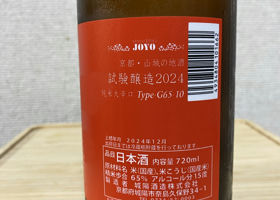 JOYO
京都・山城の地酒
試験醸造2024
純米大辛口 Type G65-10
上槽年月 2024年12月
品目 日本酒 内容量 720ml
原材料 米(国産)、米こうじ(国産米)
精米歩合 65% アルコール分15度
製造者 城陽酒造株式会社
京都府城陽市奈島久保野34-1